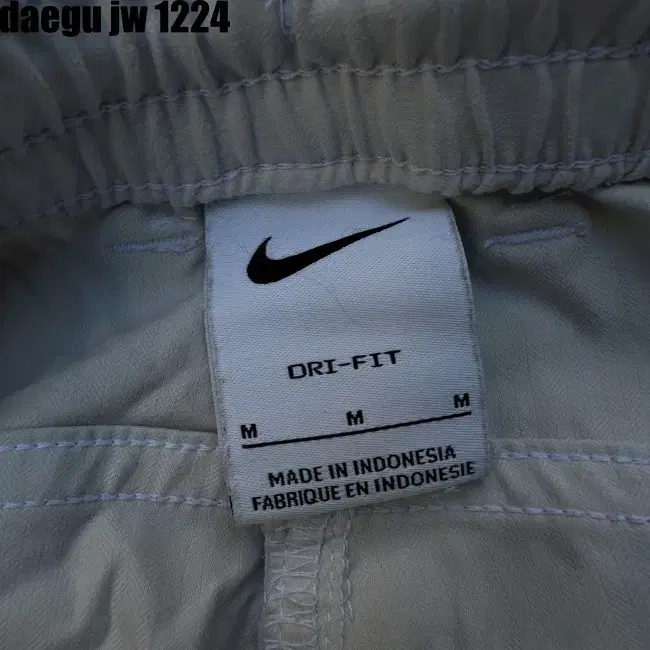 daegu jw 1224
DRI-FIT
M M M
MADE IN INDONESIA
FABRIQUE EN INDONESIE